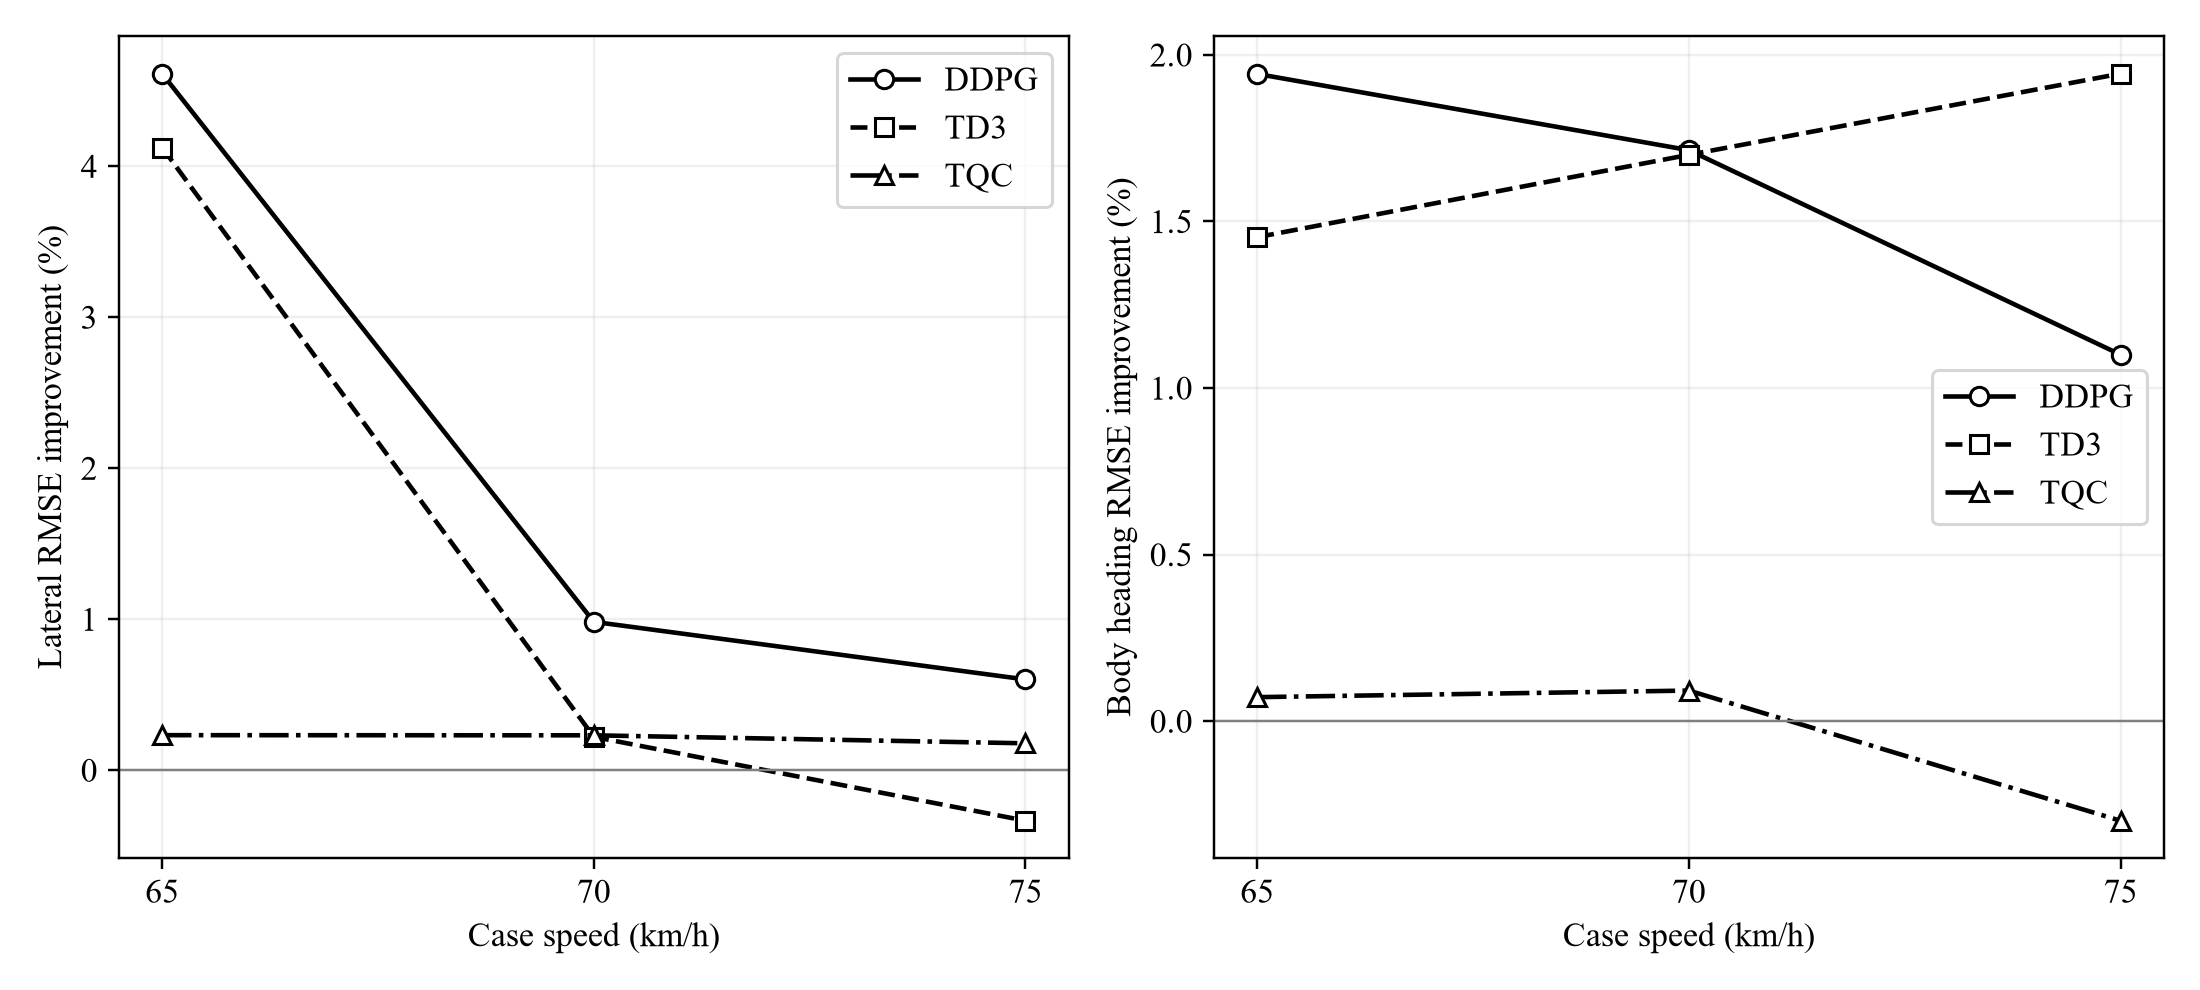 Lateral RMSE improvement (%)
4
3
2
1
0
DDPG
TD3
TQC
65
70
75
Case speed (km/h)
Body heading RMSE improvement (%)
2.0
1.5
1.0
0.5
0.0
DDPG
TD3
TQC
65
70
75
Case speed (km/h)